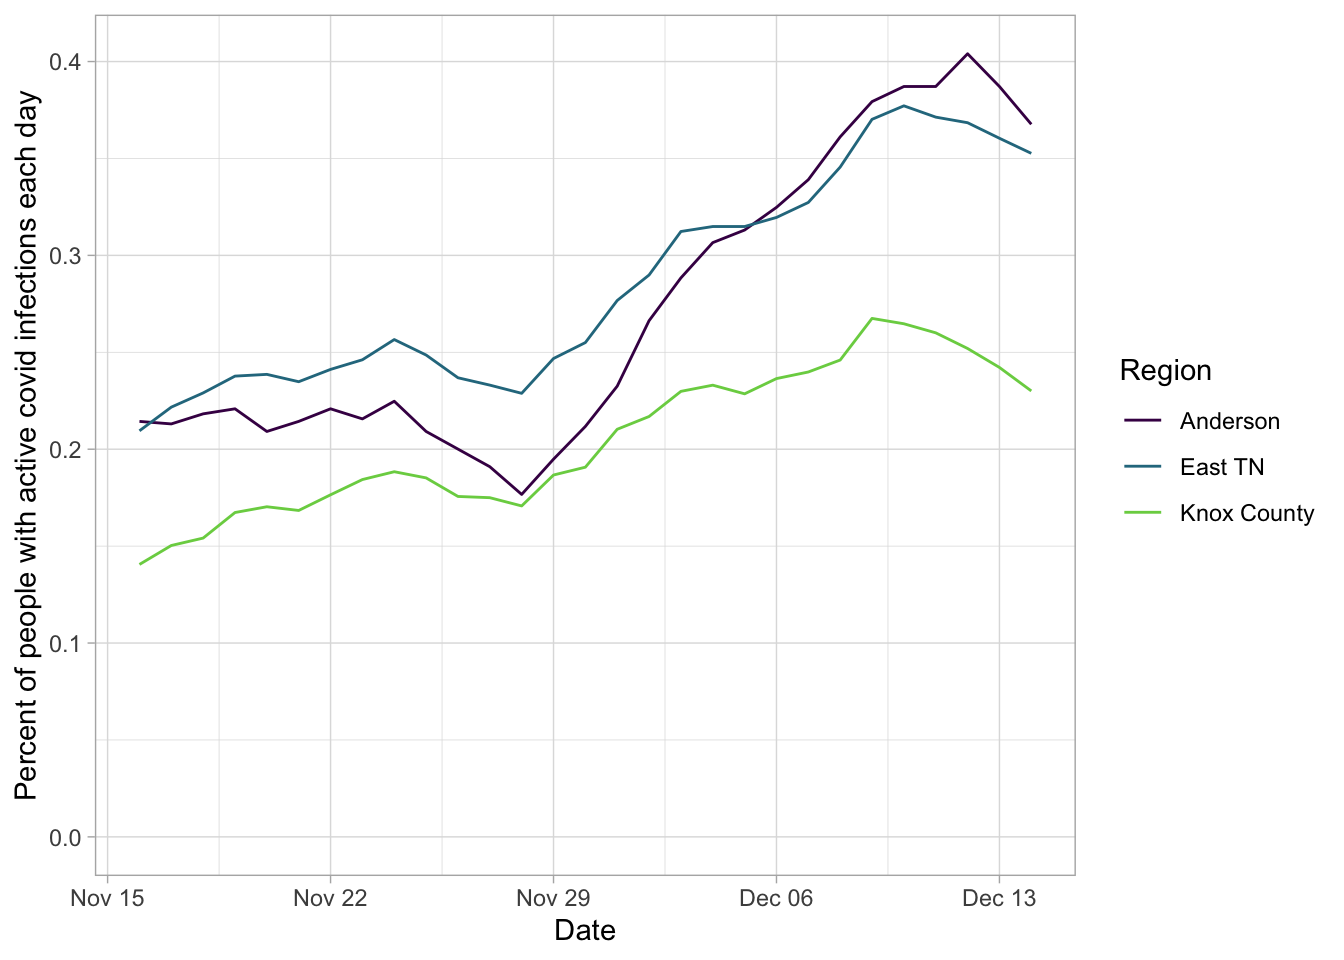 Percent of people with active covid infections each day
0.4
0.3
0.2
0.1
0.0
Nov 15 Nov 22 Nov 29 Dec 06 Dec 13
Date
Region
Anderson
East TN
Knox County